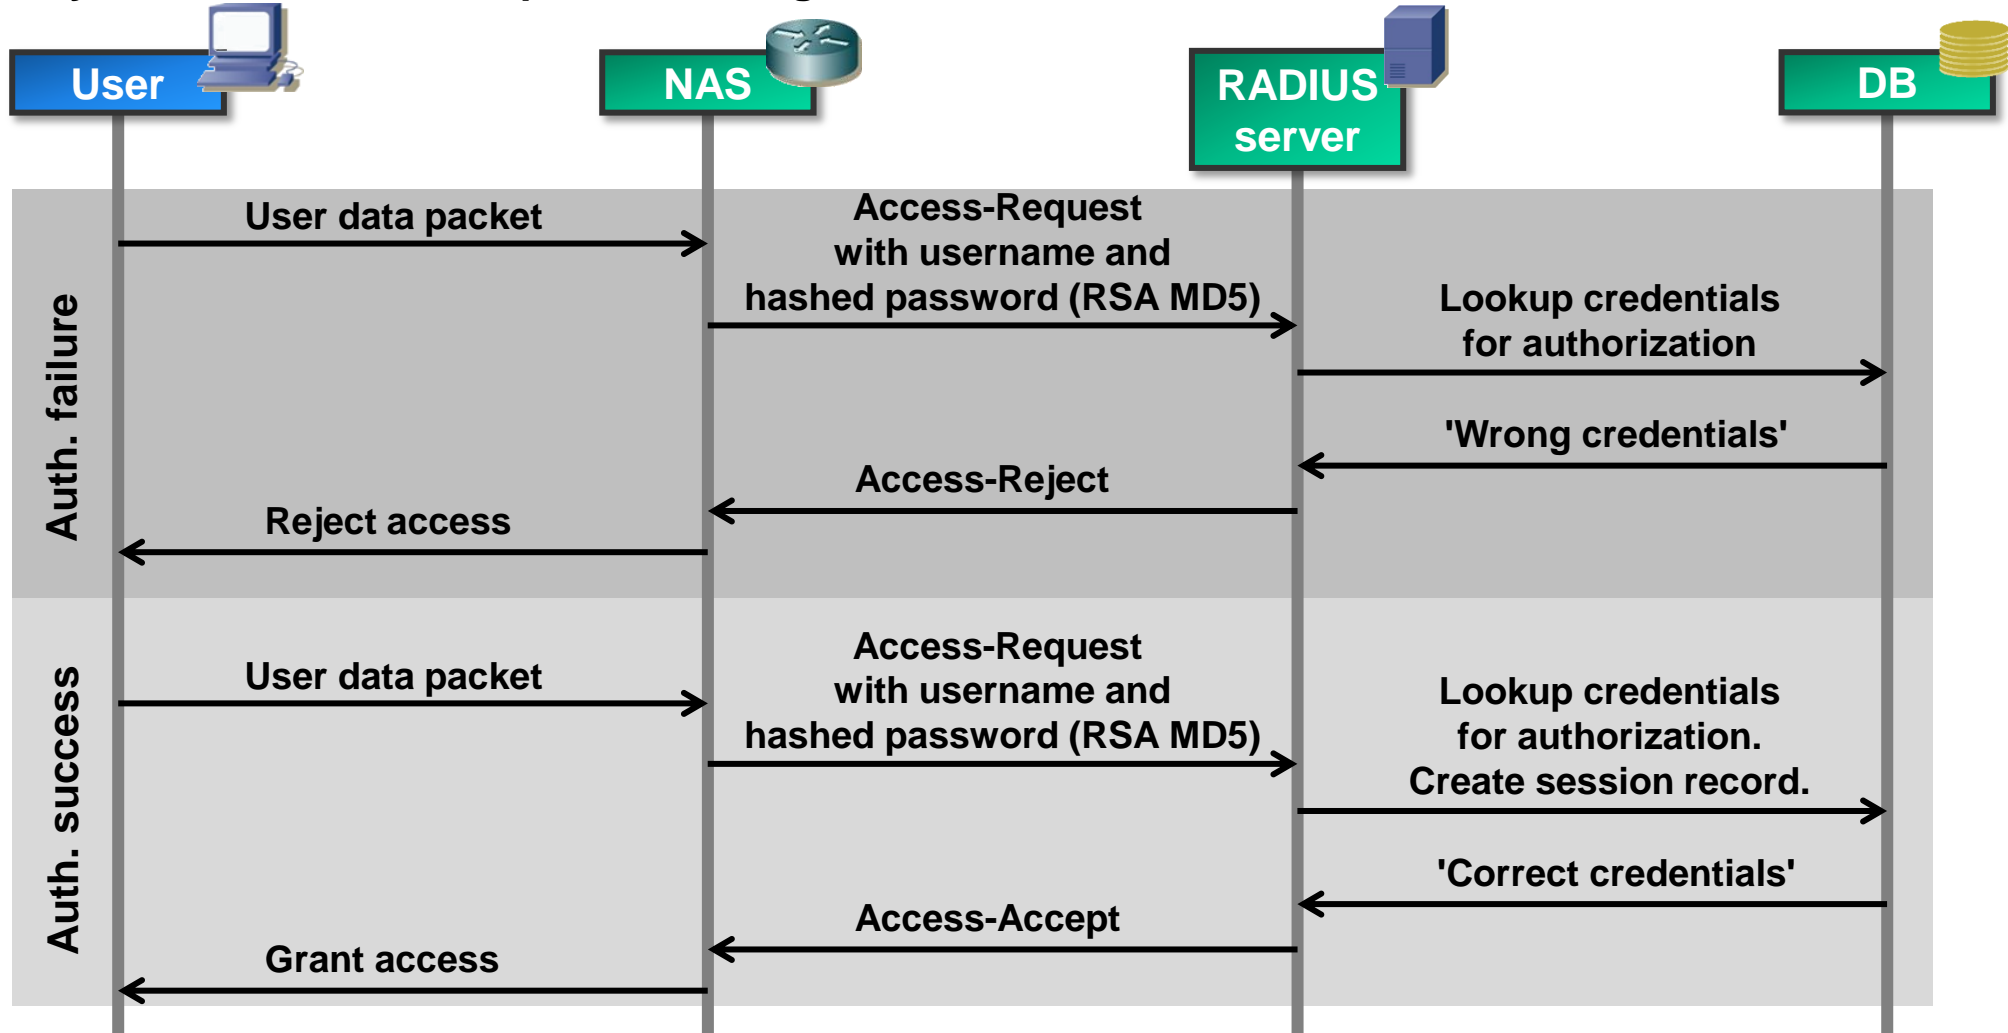 User
NAS
RADIUS
server
DB
Auth. failure
User data packet
Access-Request
with username and
hashed password (RSA MD5)
Lookup credentials
for authorization
'Wrong credentials'
Access-Reject
Reject access
Auth. success
User data packet
Access-Request
with username and
hashed password (RSA MD5)
Lookup credentials
for authorization.
Create session record.
'Correct credentials'
Access-Accept
Grant access